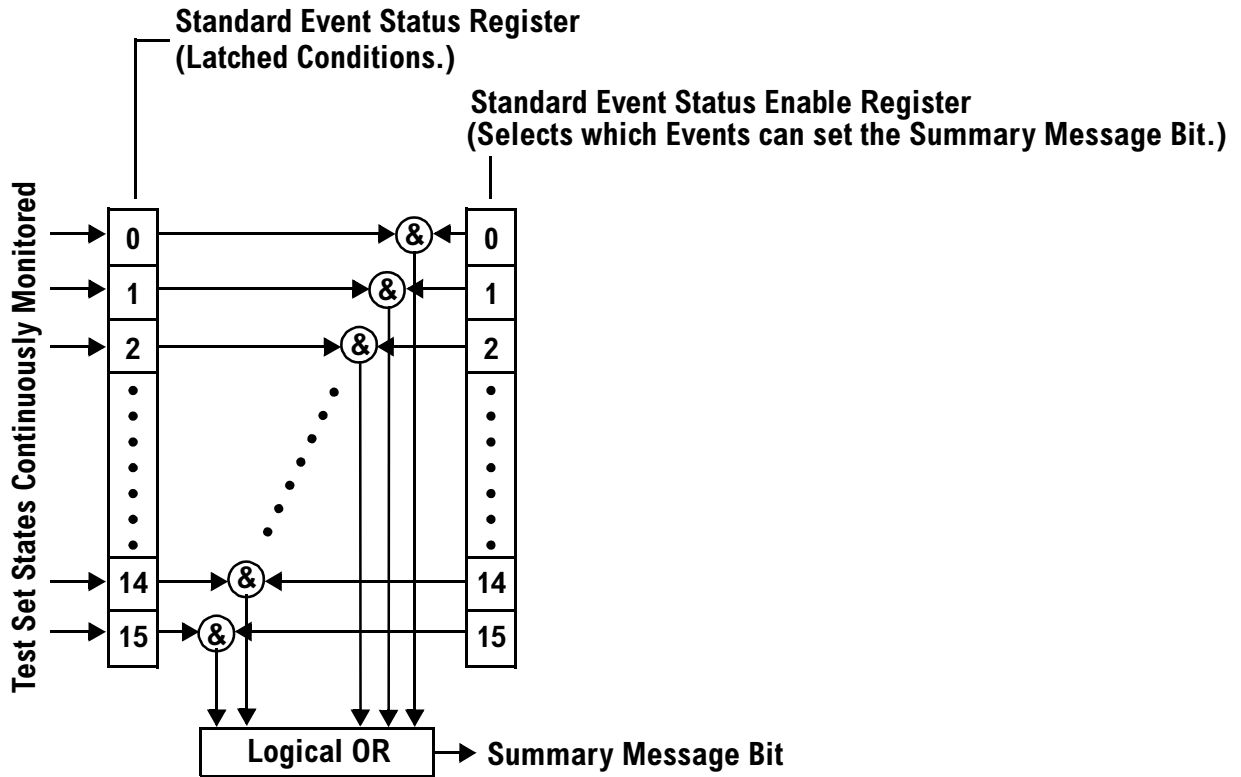 Standard Event Status Register
(Latched Conditions.)
Standard Event Status Enable Register
(Selects which Events can set the Summary Message Bit.)
Test Set States Continuously Monitored
0 & 0
1 & 1
2 & 2
14 & 14
15 & 15
Logical OR
Summary Message Bit